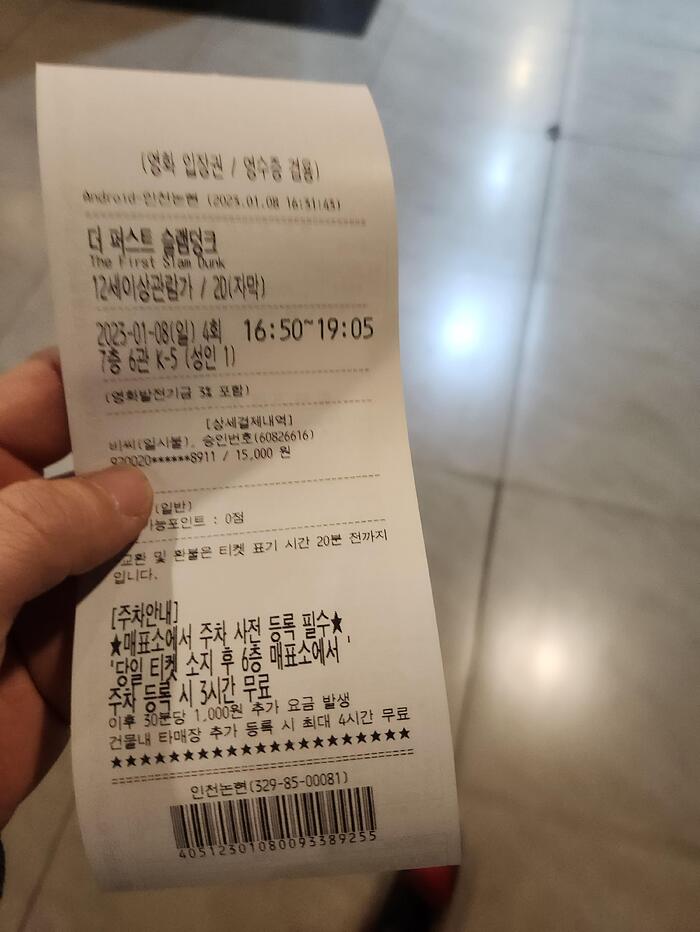 (영화 입장권 / 영수증 겸용)
Android-인천논현 (2023.01.08 16:31:43)
더 퍼스트 슬램덩크
The First Slam Dunk
12세이상관람가 / 2D(자막)
2023-01-08(일) 4회 16:50~19:05
7층 6관 K-5 (성인 1)
(영화발전기금 3% 포함)
[상세결제내역]
비씨(일시불), 승인번호(60826616)
920020******8911 / 15,000 원
(일반)
능포인트 : 0점
교환 및 환불은 티켓 표기 시간 20분 전까지
입니다.
[주차안내]
★매표소에서 주차 사전 등록 필수★
'당일 티켓 소지 후 6층 매표소에서'
주차 등록 시 3시간 무료
이후 30분당 1,000원 추가 요금 발생
건물내 타매장 추가 등록 시 최대 4시간 무료
★★★★★★★★★★★★★★★★★★★★★
인천논현(329-85-00081)
40512301080093389255